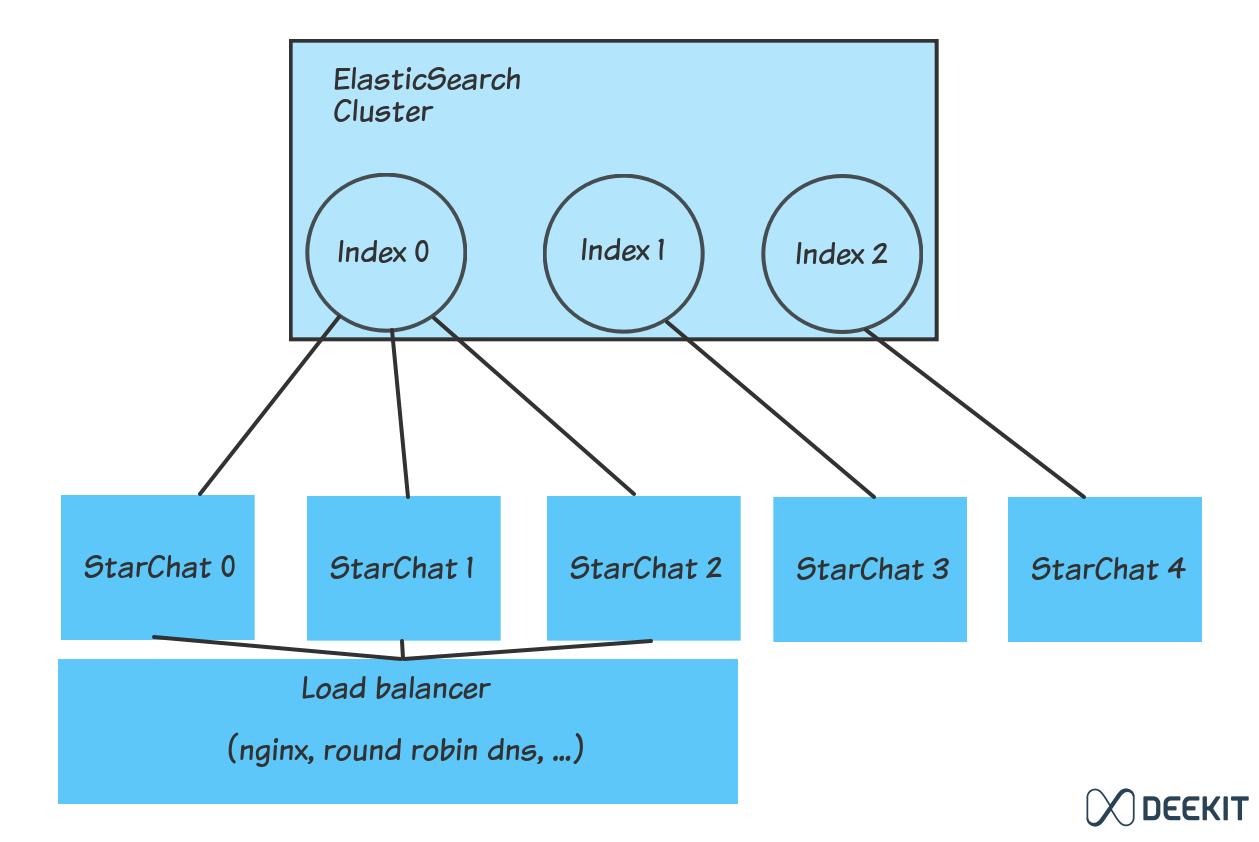 ElasticSearch
Cluster
Index 0
Index 1
Index 2
StarChat 0
StarChat 1
StarChat 2
StarChat 3
StarChat 4
Load balancer
(nginx, round robin dns, ...)
DEEKIT